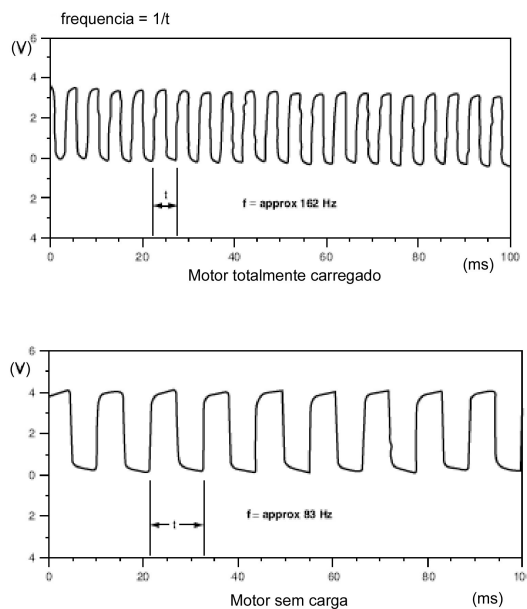 frequencia = 1/t
(V)
6
4
2
0
2
4
t
f = approx 162 Hz
0 20 40 60 80 100
(ms)
Motor totalmente carregado
(V)
6
4
2
0
2
4
t
f = approx 83 Hz
0 20 40 60 80 100
Motor sem carga (ms)